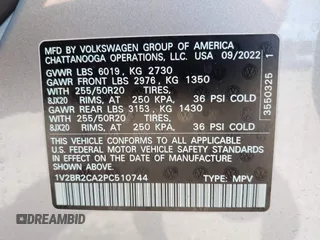 MFD BY VOLKSWAGEN GROUP OF AMERICA
CHATTANOOGA OPERATIONS, LLC. USA 09/2022
GVWR LBS 6019, KG 2730
GAWR FRONT LBS 2976, KG 1350
WITH 255/50R20 TIRES,
8JX20 RIMS, AT 250 KPA, 36 PSI COLD
GAWR REAR LBS 3153, KG 1430
WITH 255/50R20 TIRES,
8JX20 RIMS, AT 250 KPA, 36 PSI COLD
THIS VEHICLE CONFORMS TO ALL APPLICABLE
U.S. FEDERAL MOTOR VEHICLE SAFETY STANDARDS
IN EFFECT ON THE DATE OF MANUFACTURE
SHOWN ABOVE.
1V2BR2CA2PC510744 TYPE: MPV
3550325 1
DREAMBID